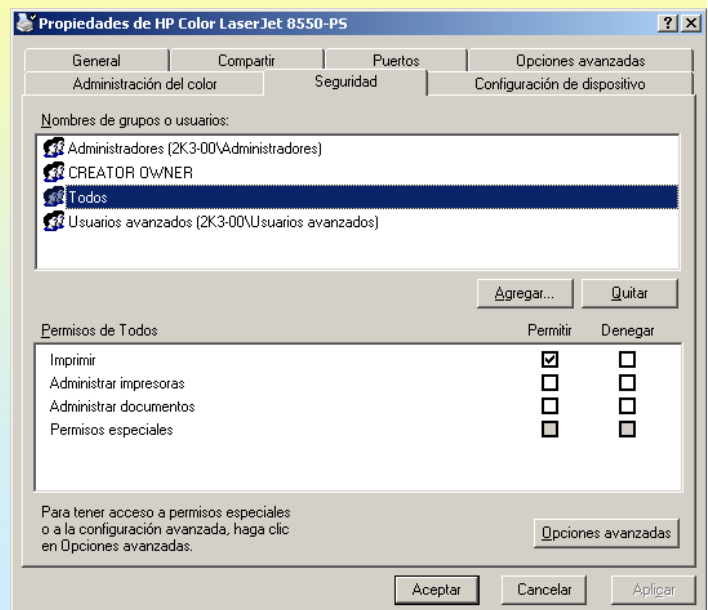 Propiedades de HP Color LaserJet 8550-PS
General Compartir Puertos Opciones avanzadas
Administración del color Seguridad Configuración de dispositivo
Nombres de grupos o usuarios:
Administradores (2K3-00\Administradores)
CREATOR OWNER
Todos
Usuarios avanzados (2K3-00\Usuarios avanzados)
Agregar... Quitar
Permisos de Todos Permitir Denegar
Imprimir
Administrar impresoras
Administrar documentos
Permisos especiales
Para tener acceso a permisos especiales
o a la configuración avanzada, haga clic
en Opciones avanzadas.
Opciones avanzadas
Aceptar Cancelar Aplicar